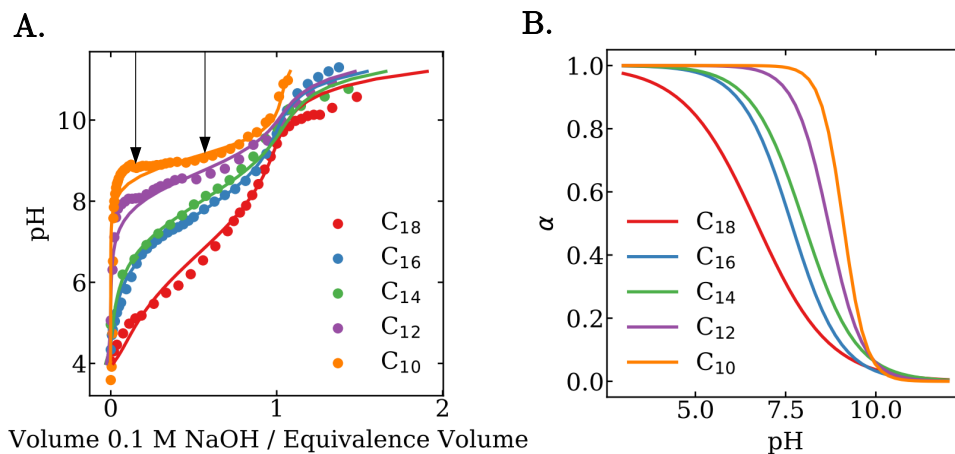 A.
pH
10
8
6
4
0
1
2
Volume 0.1 M NaOH / Equivalence Volume
C₁₈
C₁₆
C₁₄
C₁₂
C₁₀
B.
α
1.0
0.8
0.6
0.4
0.2
0.0
5.0
7.5
10.0
pH
C₁₈
C₁₆
C₁₄
C₁₂
C₁₀